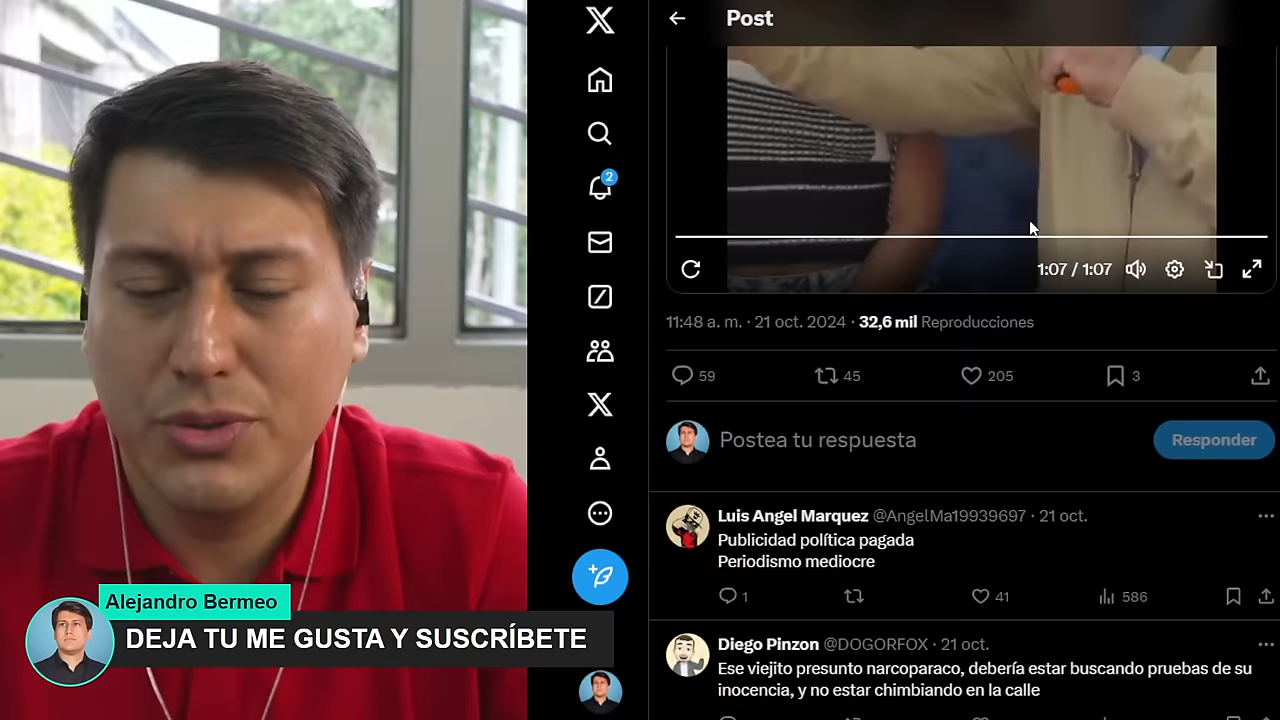 Post
2
1:07 / 1:07
11:48 a. m. · 21 oct. 2024 · 32,6 mil Reproducciones
59 45 205 3
Postea tu respuesta
Responder
Luis Angel Marquez @AngelMa19939697 · 21 oct.
Publicidad política pagada
Periodismo mediocre
1 41 586
Diego Pinzon @DOGORFOX · 21 oct.
Ese viejito presunto narcoparaco, debería estar buscando pruebas de su
inocencia, y no estar chimbiando en la calle
Alejandro Bermeo
DEJA TU ME GUSTA Y SUSCRÍBETE